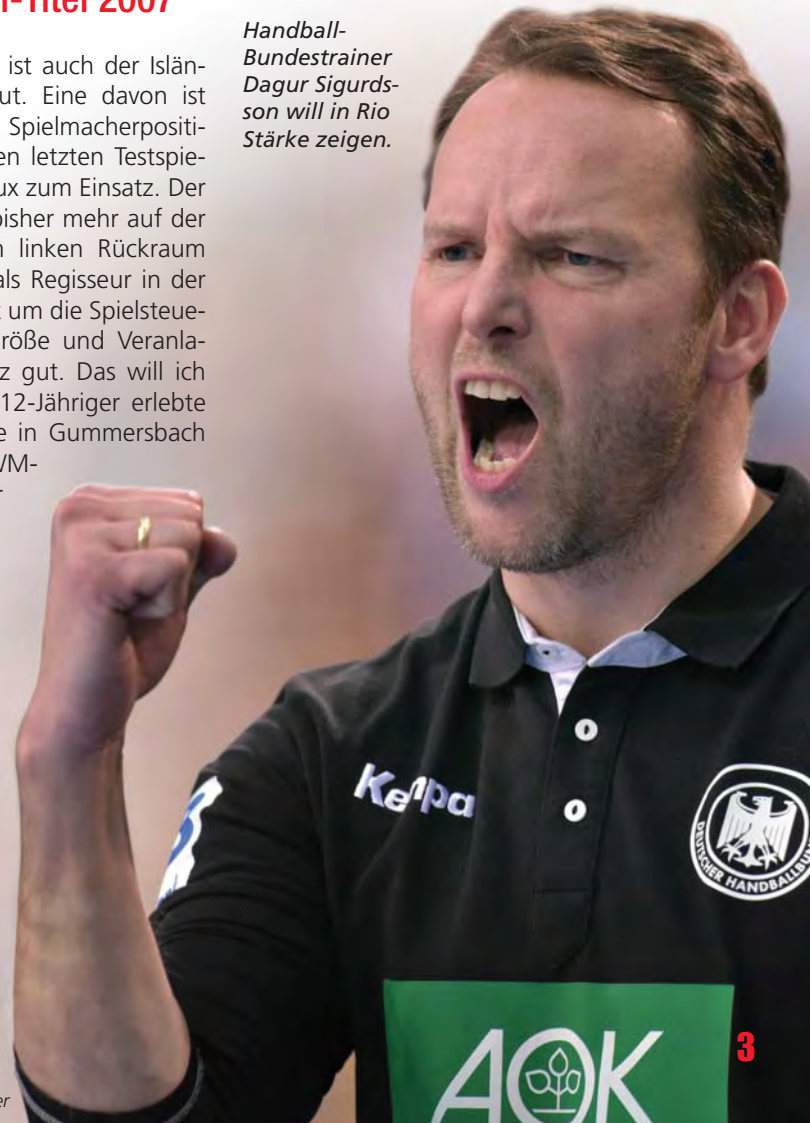 -Titel 2007
ist auch der Islän-
ut. Eine davon ist
Spielmacherpositi-
en letzten Testspie-
ux zum Einsatz. Der
bisher mehr auf der
linken Rückraum
als Regisseur in der
um die Spielsteue-
röße und Veranla-
z gut. Das will ich
12-Jähriger erlebte
e in Gummersbach
WM-
r
Handball-
Bundestrainer
Dagur Sigurds-
son will in Rio
Stärke zeigen.
Kempa
DEUTSCHER HANDBALLBUN
AOK
3
er